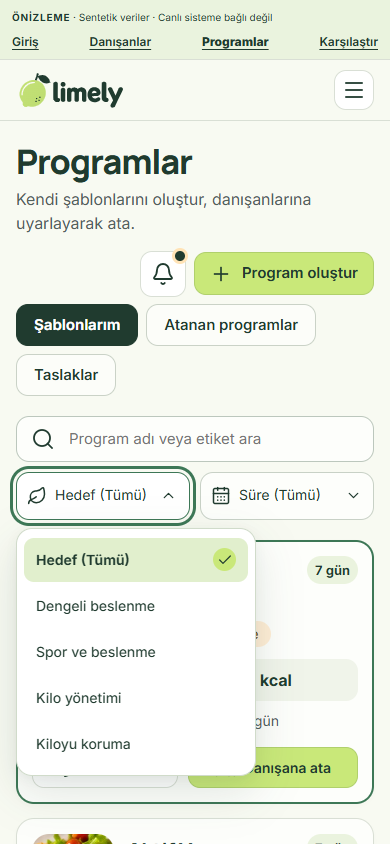 ÖNİZLEME · Sentetik veriler · Canlı sisteme bağlı değil
Giriş Danışanlar Programlar Karşılaştır
limely
Programlar
Kendi şablonlarını oluştur, danışanlarına
uyarlayarak ata.
Program oluştur
Şablonlarım Atanan programlar
Taslaklar
Program adı veya etiket ara
Hedef (Tümü) Süre (Tümü)
7 gün
Hedef (Tümü)
Dengeli beslenme
Spor ve beslenme
kcal
Kilo yönetimi
gün
Kiloyu koruma
ata